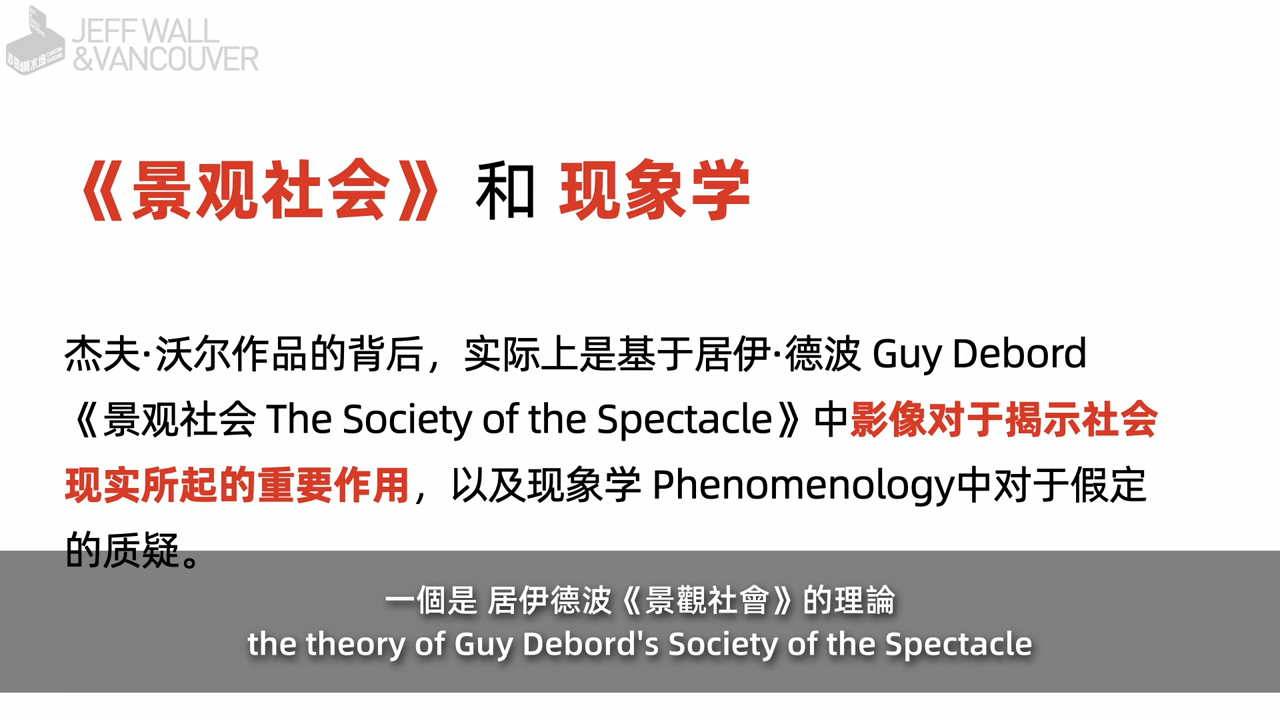 JEFF WALL
&VANCOUVER
《景观社会》 和 现象学
杰夫·沃尔作品的背后，实际上是基于居伊·德波 Guy Debord
《景观社会 The Society of the Spectacle》中影像对于揭示社会
现实所起的重要作用，以及现象学 Phenomenology中对于假定
的质疑。
一個是 居伊德波《景觀社會》的理論
the theory of Guy Debord's Society of the Spectacle